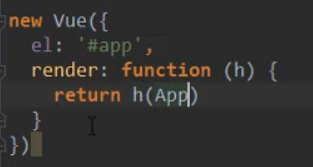 new Vue({
  el: '#app',
  render: function (h) {
    return h(App)
  }
})